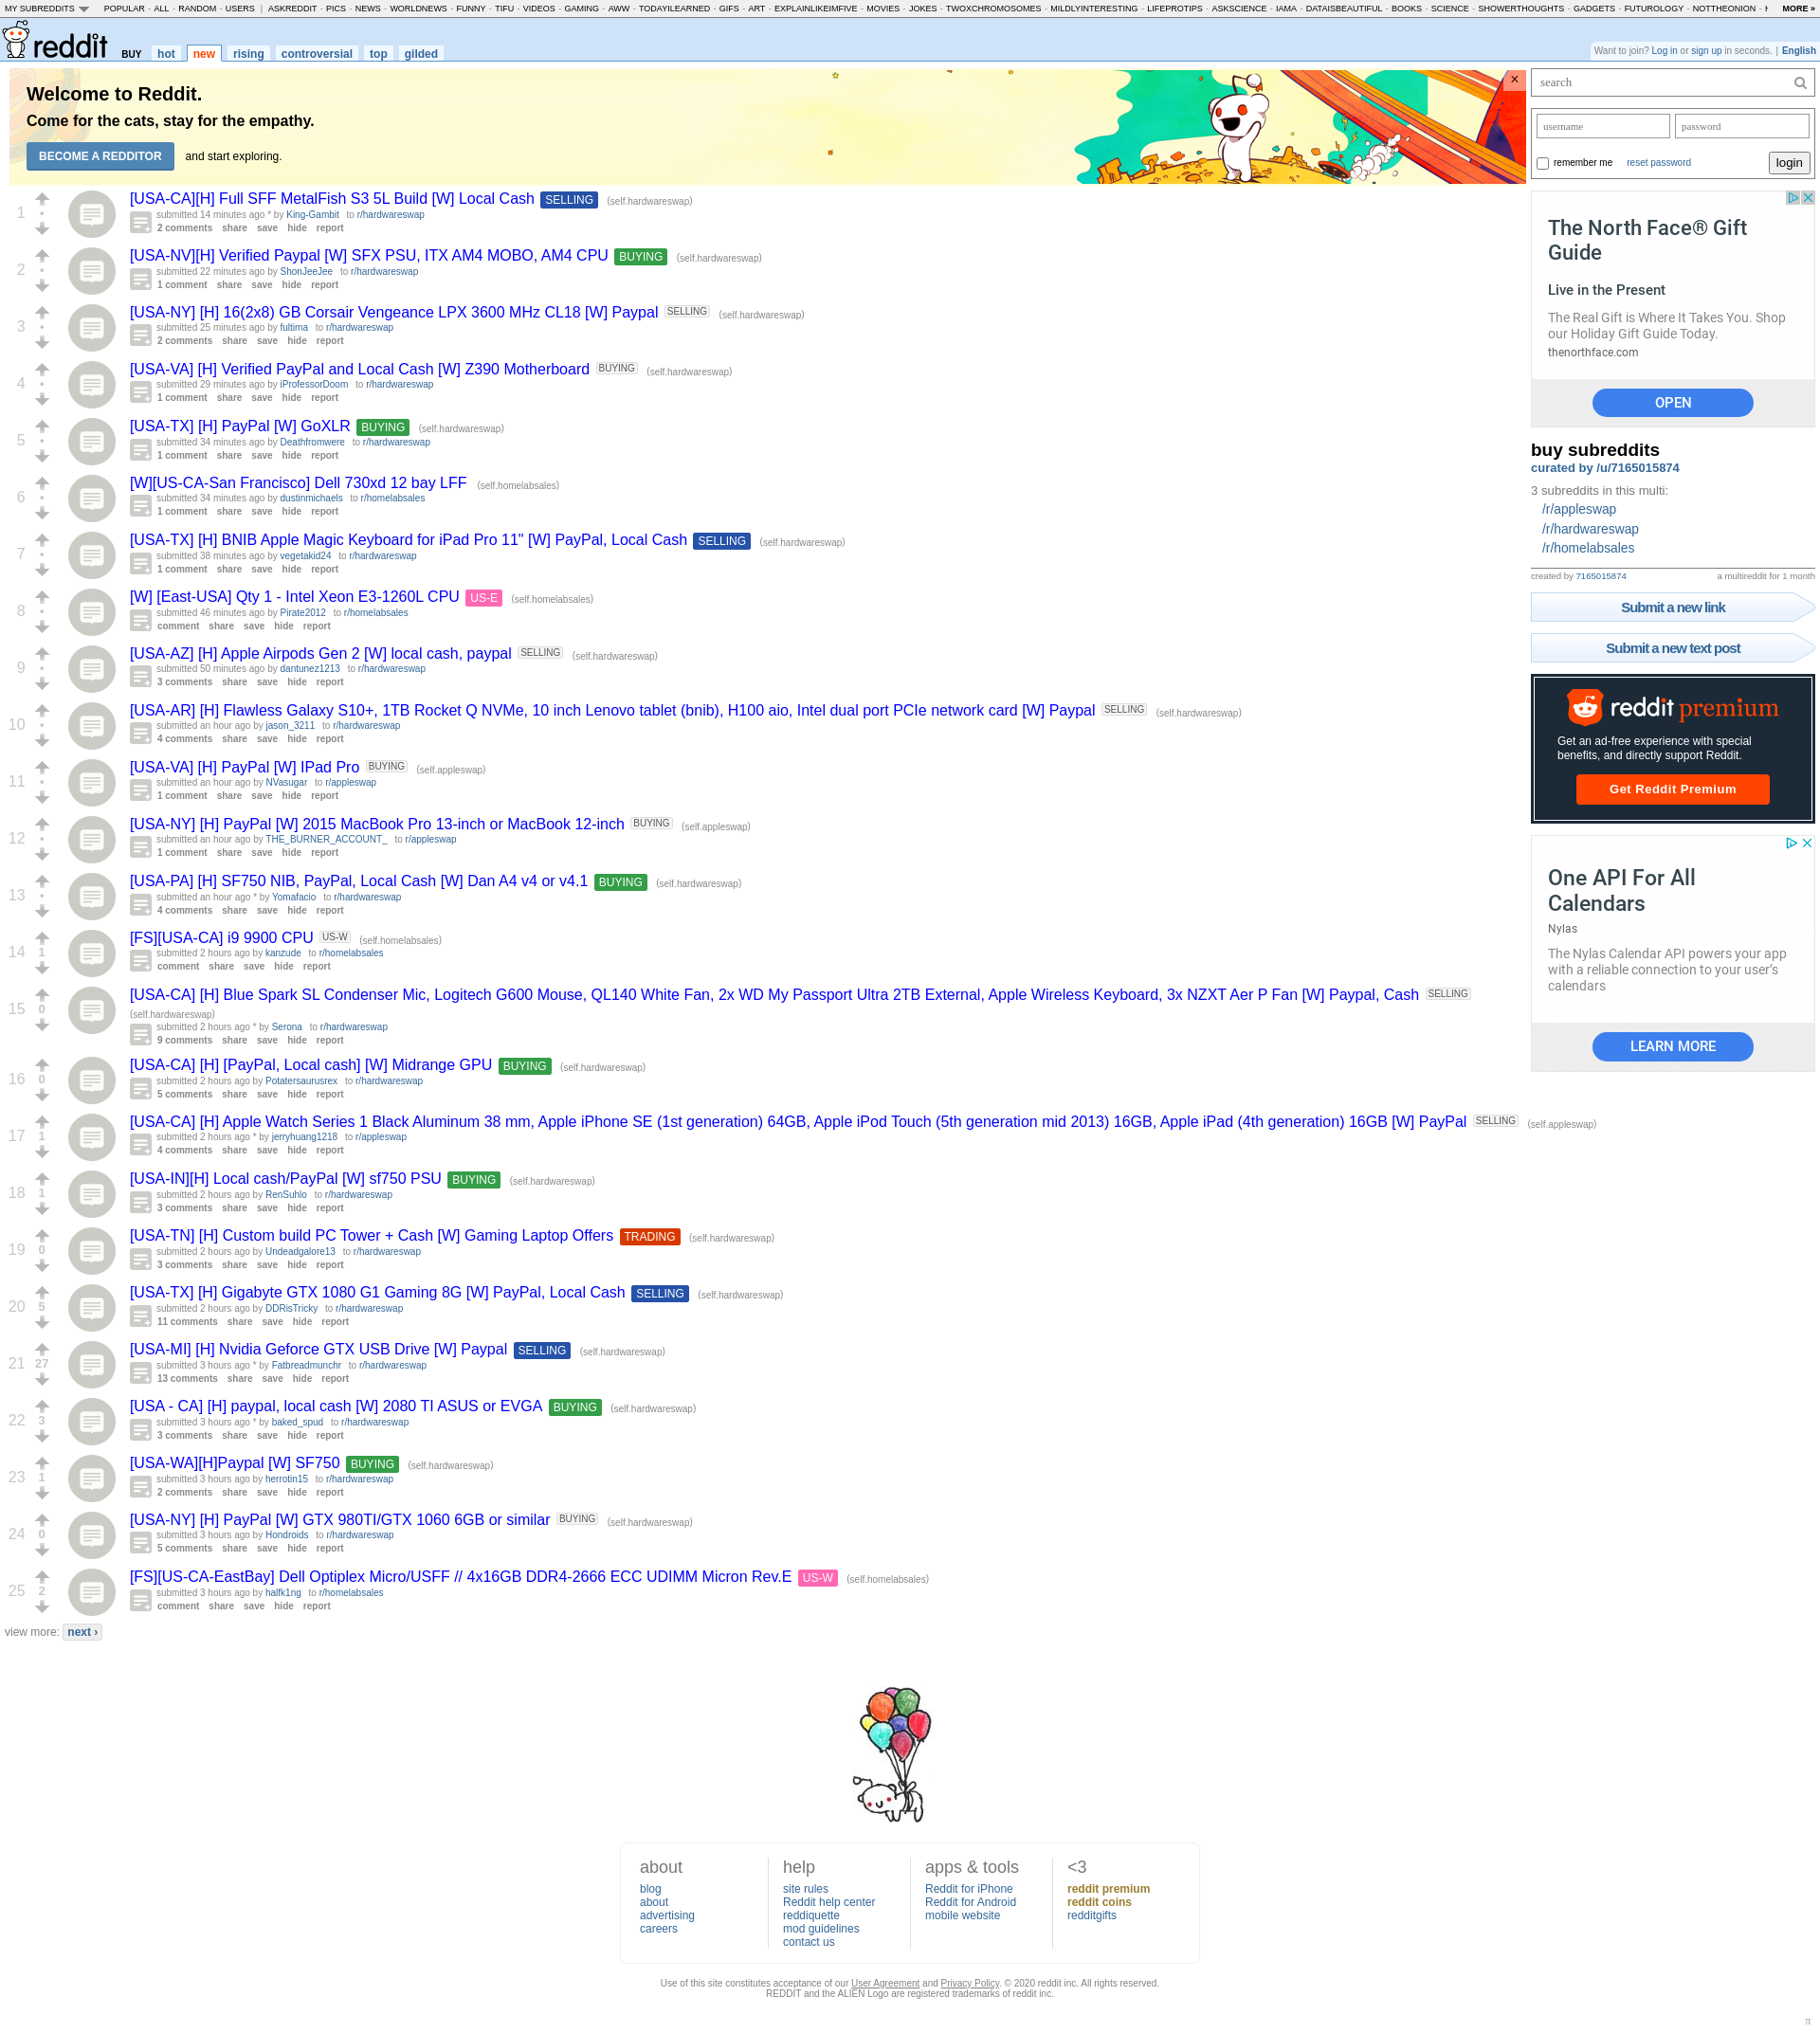 MY SUBREDDITS POPULAR - ALL - RANDOM - USERS | ASKREDDIT - PICS - NEWS - WORLDNEWS - FUNNY - TIFU - VIDEOS - GAMING - AWW - TODAYILEARNED - GIFS - ART - EXPLAINLIKEIMFIVE - MOVIES - JOKES - TWOXCHROMOSOMES - MILDLYINTERESTING - LIFEPROTIPS - ASKSCIENCE - IAMA - DATAISBEAUTIFUL - BOOKS - SCIENCE - SHOWERTHOUGHTS - GADGETS - FUTUROLOGY - NOTTHEONION - MORE »
reddit BUY hot new rising controversial top gilded
Want to join? Log in or sign up in seconds. | English
Welcome to Reddit.
Come for the cats, stay for the empathy.
BECOME A REDDITOR and start exploring.
×
1
[USA-CA][H] Full SFF MetalFish S3 5L Build [W] Local Cash SELLING (self.hardwareswap)
submitted 14 minutes ago * by King-Gambit to r/hardwareswap
2 comments share save hide report
2
[USA-NV][H] Verified Paypal [W] SFX PSU, ITX AM4 MOBO, AM4 CPU BUYING (self.hardwareswap)
submitted 22 minutes ago by ShonJeeJee to r/hardwareswap
1 comment share save hide report
3
[USA-NY] [H] 16(2x8) GB Corsair Vengeance LPX 3600 MHz CL18 [W] Paypal SELLING (self.hardwareswap)
submitted 25 minutes ago by fultima to r/hardwareswap
2 comments share save hide report
4
[USA-VA] [H] Verified PayPal and Local Cash [W] Z390 Motherboard BUYING (self.hardwareswap)
submitted 29 minutes ago by iProfessorDoom to r/hardwareswap
1 comment share save hide report
5
[USA-TX] [H] PayPal [W] GoXLR BUYING (self.hardwareswap)
submitted 34 minutes ago by Deathfromwere to r/hardwareswap
1 comment share save hide report
6
[W][US-CA-San Francisco] Dell 730xd 12 bay LFF (self.homelabsales)
submitted 34 minutes ago by dustinmichaels to r/homelabsales
1 comment share save hide report
7
[USA-TX] [H] BNIB Apple Magic Keyboard for iPad Pro 11" [W] PayPal, Local Cash SELLING (self.hardwareswap)
submitted 38 minutes ago by vegetakid24 to r/hardwareswap
1 comment share save hide report
8
[W] [East-USA] Qty 1 - Intel Xeon E3-1260L CPU US-E (self.homelabsales)
submitted 46 minutes ago by Pirate2012 to r/homelabsales
comment share save hide report
9
[USA-AZ] [H] Apple Airpods Gen 2 [W] local cash, paypal SELLING (self.hardwareswap)
submitted 50 minutes ago by dantunez1213 to r/hardwareswap
3 comments share save hide report
10
[USA-AR] [H] Flawless Galaxy S10+, 1TB Rocket Q NVMe, 10 inch Lenovo tablet (bnib), H100 aio, Intel dual port PCIe network card [W] Paypal SELLING (self.hardwareswap)
submitted an hour ago by jason_3211 to r/hardwareswap
4 comments share save hide report
11
[USA-VA] [H] PayPal [W] IPad Pro BUYING (self.appleswap)
submitted an hour ago by NVasugar to r/appleswap
1 comment share save hide report
12
[USA-NY] [H] PayPal [W] 2015 MacBook Pro 13-inch or MacBook 12-inch BUYING (self.appleswap)
submitted an hour ago by THE_BURNER_ACCOUNT_ to r/appleswap
1 comment share save hide report
13
[USA-PA] [H] SF750 NIB, PayPal, Local Cash [W] Dan A4 v4 or v4.1 BUYING (self.hardwareswap)
submitted an hour ago * by Yomafacio to r/hardwareswap
4 comments share save hide report
14 1
[FS][USA-CA] i9 9900 CPU US-W (self.homelabsales)
submitted 2 hours ago by kanzude to r/homelabsales
comment share save hide report
15 0
[USA-CA] [H] Blue Spark SL Condenser Mic, Logitech G600 Mouse, QL140 White Fan, 2x WD My Passport Ultra 2TB External, Apple Wireless Keyboard, 3x NZXT Aer P Fan [W] Paypal, Cash SELLING
(self.hardwareswap)
submitted 2 hours ago * by Serona to r/hardwareswap
9 comments share save hide report
16 0
[USA-CA] [H] [PayPal, Local cash] [W] Midrange GPU BUYING (self.hardwareswap)
submitted 2 hours ago by Potatersaurusrex to r/hardwareswap
5 comments share save hide report
17 1
[USA-CA] [H] Apple Watch Series 1 Black Aluminum 38 mm, Apple iPhone SE (1st generation) 64GB, Apple iPod Touch (5th generation mid 2013) 16GB, Apple iPad (4th generation) 16GB [W] PayPal SELLING (self.appleswap)
submitted 2 hours ago * by jerryhuang1218 to r/appleswap
4 comments share save hide report
18 1
[USA-IN][H] Local cash/PayPal [W] sf750 PSU BUYING (self.hardwareswap)
submitted 2 hours ago by RenSuhlo to r/hardwareswap
3 comments share save hide report
19 0
[USA-TN] [H] Custom build PC Tower + Cash [W] Gaming Laptop Offers TRADING (self.hardwareswap)
submitted 2 hours ago by Undeadgalore13 to r/hardwareswap
3 comments share save hide report
20 5
[USA-TX] [H] Gigabyte GTX 1080 G1 Gaming 8G [W] PayPal, Local Cash SELLING (self.hardwareswap)
submitted 2 hours ago by DDRisTricky to r/hardwareswap
11 comments share save hide report
21 27
[USA-MI] [H] Nvidia Geforce GTX USB Drive [W] Paypal SELLING (self.hardwareswap)
submitted 3 hours ago * by Fatbreadmunchr to r/hardwareswap
13 comments share save hide report
22 3
[USA - CA] [H] paypal, local cash [W] 2080 TI ASUS or EVGA BUYING (self.hardwareswap)
submitted 3 hours ago * by baked_spud to r/hardwareswap
3 comments share save hide report
23 1
[USA-WA][H]Paypal [W] SF750 BUYING (self.hardwareswap)
submitted 3 hours ago by herrotin15 to r/hardwareswap
2 comments share save hide report
24 0
[USA-NY] [H] PayPal [W] GTX 980TI/GTX 1060 6GB or similar BUYING (self.hardwareswap)
submitted 3 hours ago by Hondroids to r/hardwareswap
5 comments share save hide report
25 2
[FS][US-CA-EastBay] Dell Optiplex Micro/USFF // 4x16GB DDR4-2666 ECC UDIMM Micron Rev.E US-W (self.homelabsales)
submitted 3 hours ago by halfk1ng to r/homelabsales
comment share save hide report
view more: next ›
search
username password
remember me reset password login
The North Face® Gift
Guide
Live in the Present
The Real Gift is Where It Takes You. Shop
our Holiday Gift Guide Today.
thenorthface.com
OPEN
buy subreddits
curated by /u/7165015874
3 subreddits in this multi:
/r/appleswap
/r/hardwareswap
/r/homelabsales
created by 7165015874 a multireddit for 1 month
Submit a new link
Submit a new text post
reddit premium
Get an ad-free experience with special
benefits, and directly support Reddit.
Get Reddit Premium
One API For All
Calendars
Nylas
The Nylas Calendar API powers your app
with a reliable connection to your user's
calendars
LEARN MORE
about
blog
about
advertising
careers
help
site rules
Reddit help center
reddiquette
mod guidelines
contact us
apps & tools
Reddit for iPhone
Reddit for Android
mobile website
<3
reddit premium
reddit coins
redditgifts
Use of this site constitutes acceptance of our User Agreement and Privacy Policy. © 2020 reddit inc. All rights reserved.
REDDIT and the ALIEN Logo are registered trademarks of reddit inc.
π